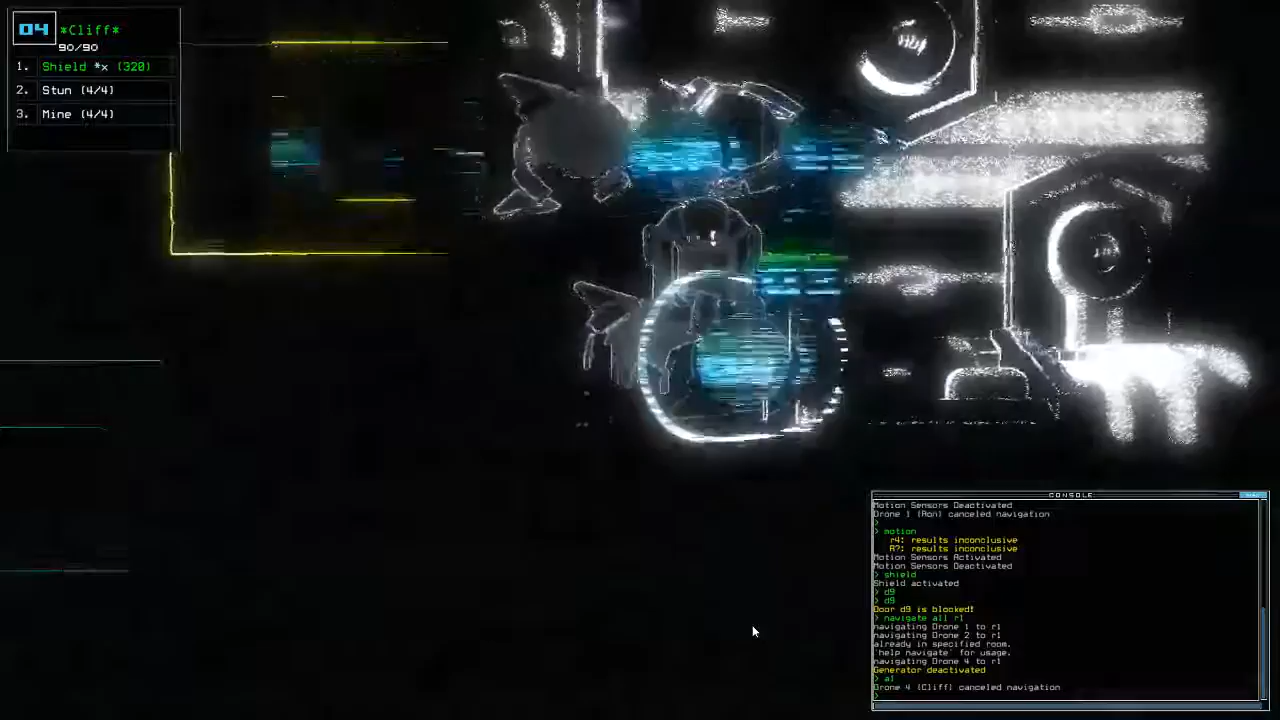 04 *Cliff*
90/90
1. Shield *x (320)
2. Stun (4/4)
3. Mine (4/4)
CONSOLE
Motion Sensors Deactivated
Drone 1 (Ron) canceled navigation
>
> motion
r4: results inconclusive
A7: results inconclusive
Motion Sensors Activated
Motion Sensors Deactivated
> shield
Shield activated
> d9
> d9
Door d9 is blocked!
> navigate all r1
navigating Drone 1 to r1
navigating Drone 2 to r1
already in specified room.
'help navigate' for usage.
navigating Drone 4 to r1
Generator deactivated
> a1
Drone 4 (Cliff) canceled navigation
>